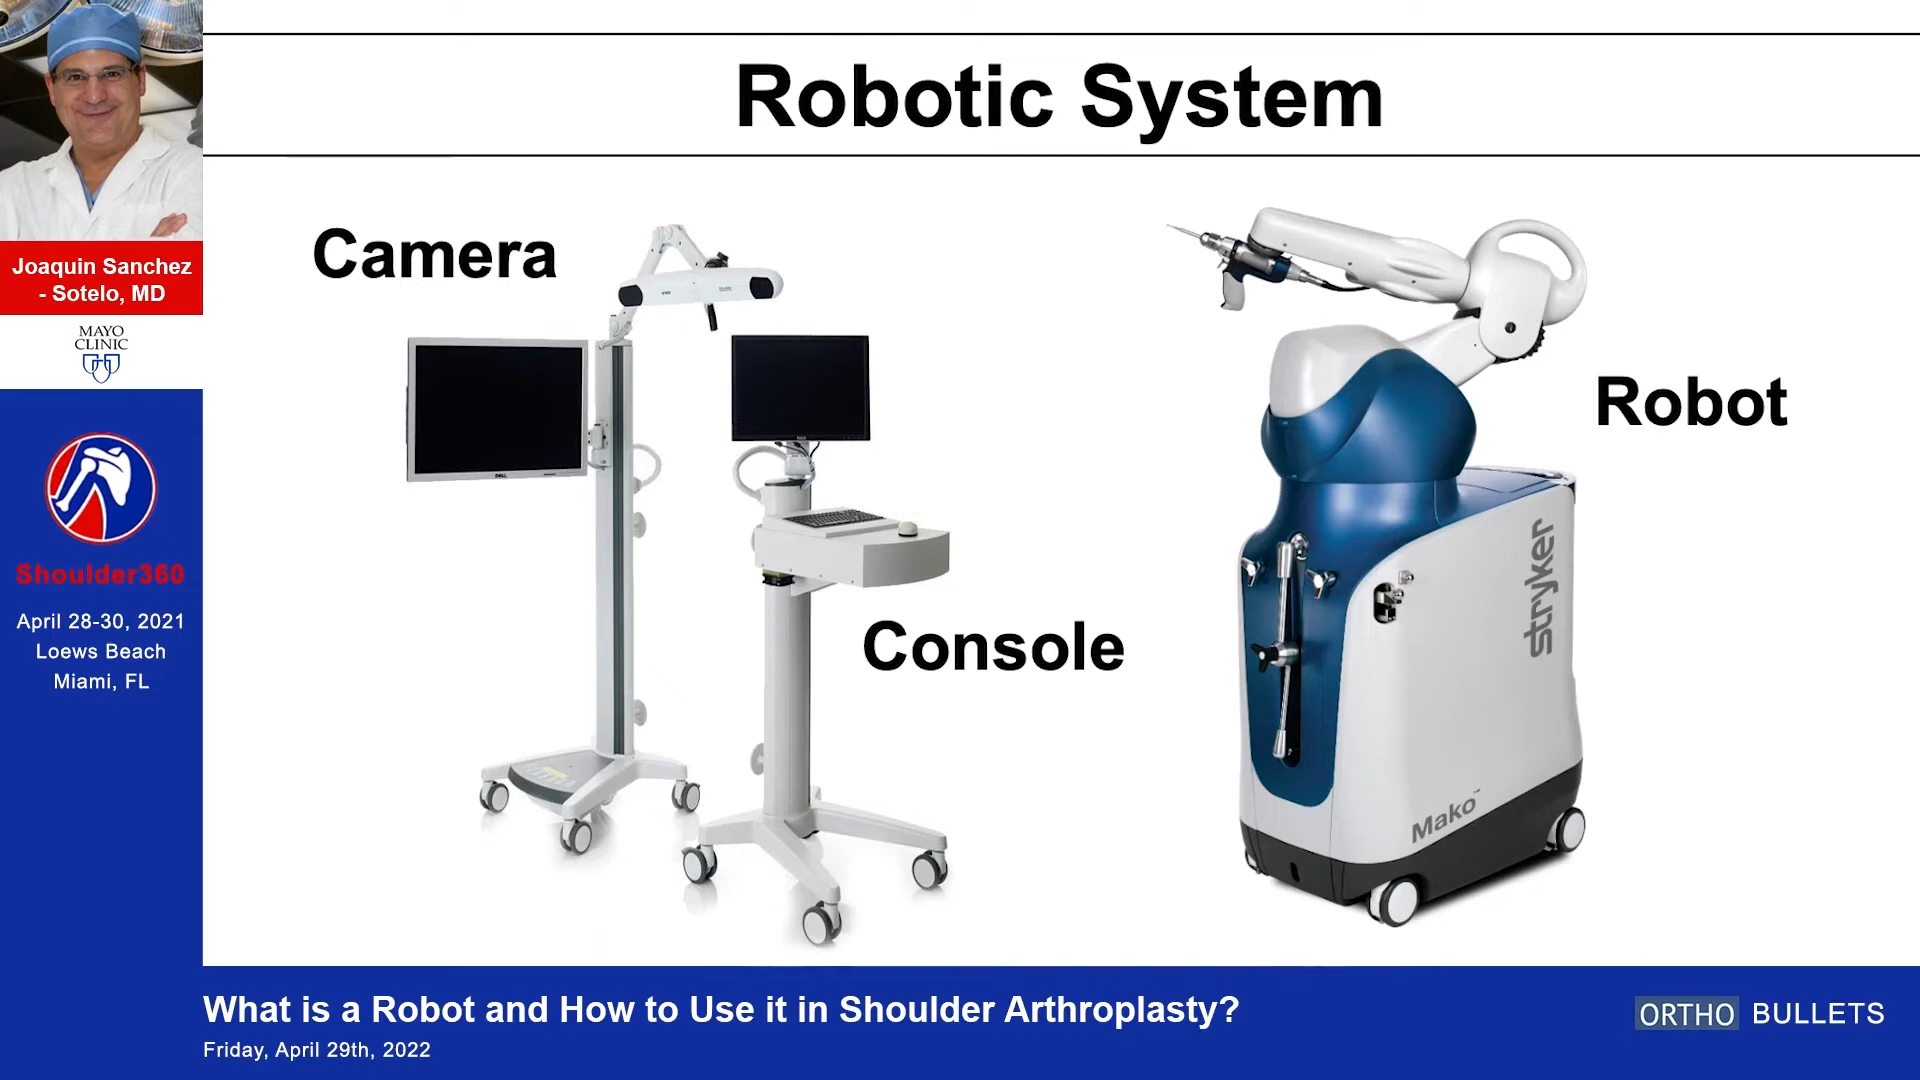 Robotic System
Camera
Robot
Console
stryker
Mako™
DELL
Joaquin Sanchez
- Sotelo, MD
MAYO
CLINIC
Shoulder360
April 28-30, 2021
Loews Beach
Miami, FL
What is a Robot and How to Use it in Shoulder Arthroplasty?
Friday, April 29th, 2022
ORTHO BULLETS